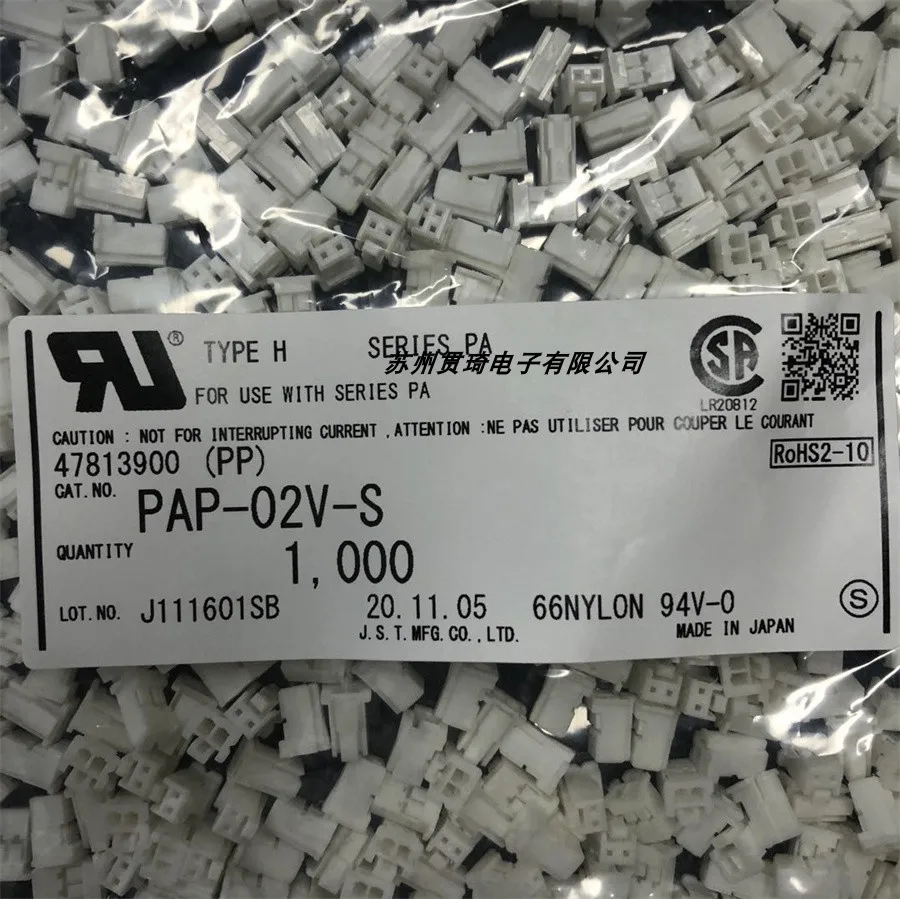 RU ® TYPE H SERIES PA
苏州贯琦电子有限公司
FOR USE WITH SERIES PA
SA
LR20812
CAUTION : NOT FOR INTERRUPTING CURRENT , ATTENTION :NE PAS UTILISER POUR COUPER LE COURANT
47813900 (PP) RoHS2-10
CAT.NO. PAP-02V-S
QUANTITY 1,000
LOT.NO. J111601SB 20.11.05 66NYLON 94V-0 S
J.S.T.MFG.CO.,LTD. MADE IN JAPAN